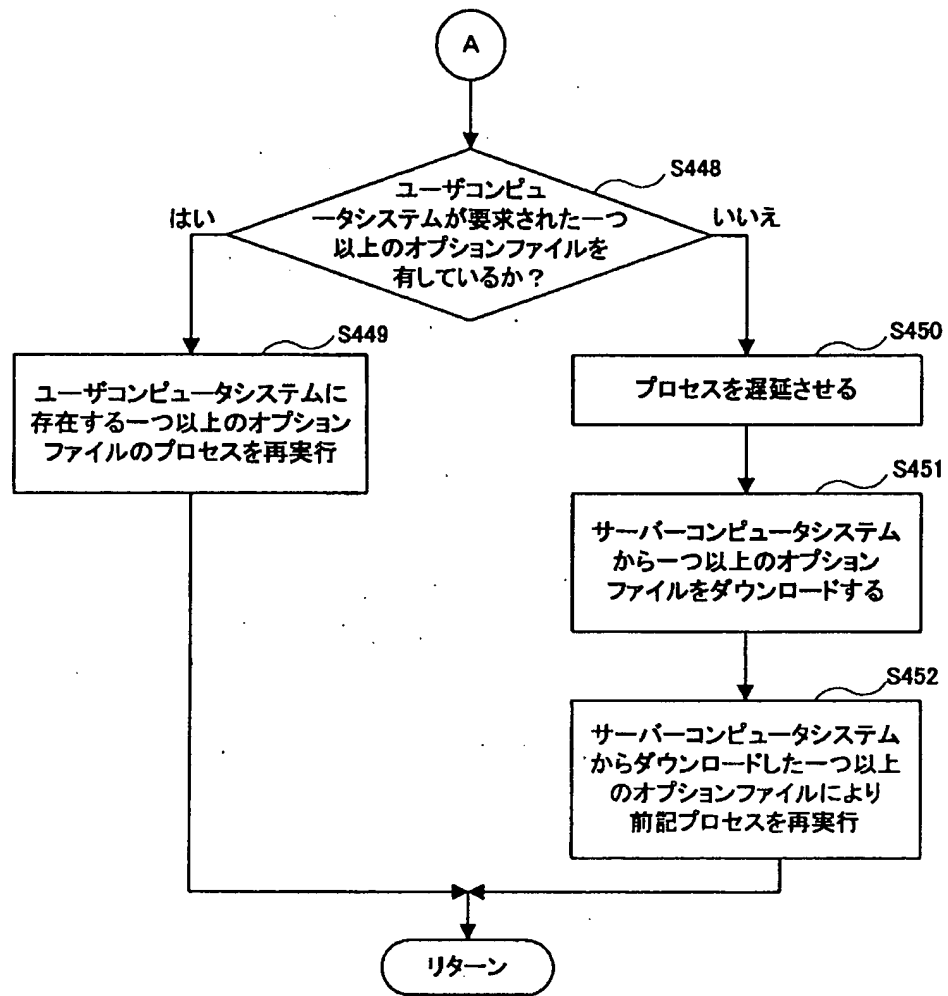 A
S448
ユーザコンピュ
ータシステムが要求された一つ
以上のオプションファイルを
有しているか?
はい
いいえ
S449
ユーザコンピュータシステムに
存在する一つ以上のオプション
ファイルのプロセスを再実行
S450
プロセスを遅延させる
S451
サーバーコンピュータシステム
から一つ以上のオプション
ファイルをダウンロードする
S452
サーバーコンピュータシステム
からダウンロードした一つ以上
のオプションファイルにより
前記プロセスを再実行
リターン